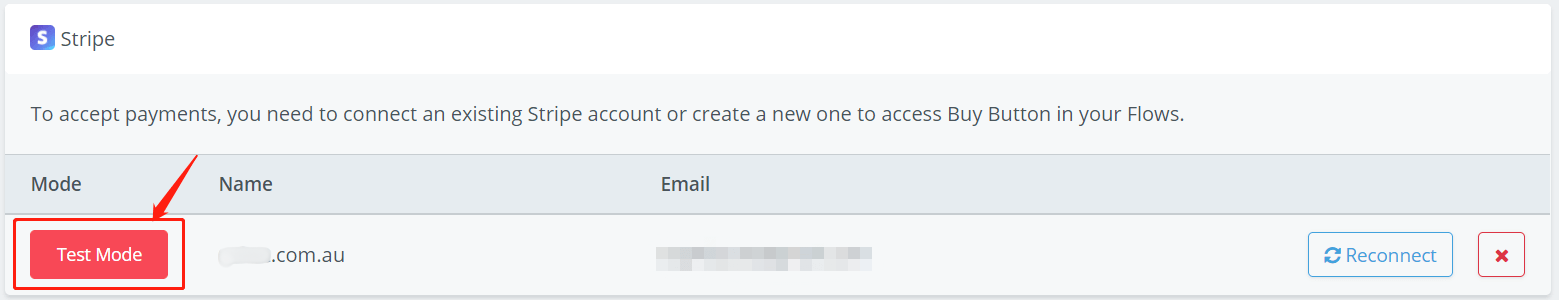 S Stripe
To accept payments, you need to connect an existing Stripe account or create a new one to access Buy Button in your Flows.
Mode Name Email
Test Mode .com.au Reconnect